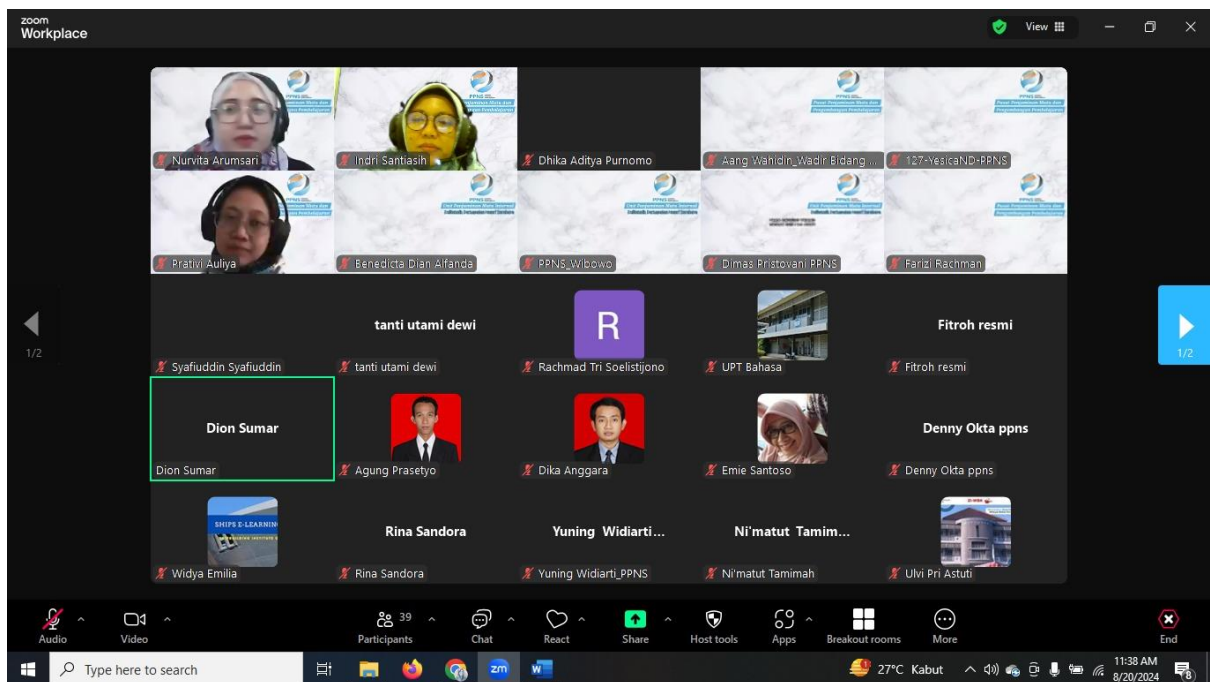 zoom
Workplace
View
Nurvita Arumsari
Indri Santiasih
Dhika Aditya Purnomo
Aang Wahidin_Wadir Bidang ...
127-YesicaND-PPNS
Prativi Auliya
Benedicta Dian Alfanda
PPNS_Wibowo
Dimas Pristovani PPNS
Farizi Rachman
tanti utami dewi
R
Fitroh resmi
1/2
1/2
Syafiuddin Syafiuddin
tanti utami dewi
Rachmad Tri Soelistijono
UPT Bahasa
Fitroh resmi
Dion Sumar
Denny Okta ppns
Dion Sumar
Agung Prasetyo
Dika Anggara
Emie Santoso
Denny Okta ppns
SHIPS E-LEARNING
Rina Sandora
Yuning Widiarti...
Ni'matut Tamim...
Widya Emilia
Rina Sandora
Yuning Widiarti_PPNS
Ni'matut Tamimah
Ulvi Pri Astuti
39
Audio
Video
Participants
Chat
React
Share
Host tools
Apps
Breakout rooms
More
End
Type here to search
zm
W
27°C Kabut
11:38 AM
8/20/2024
8